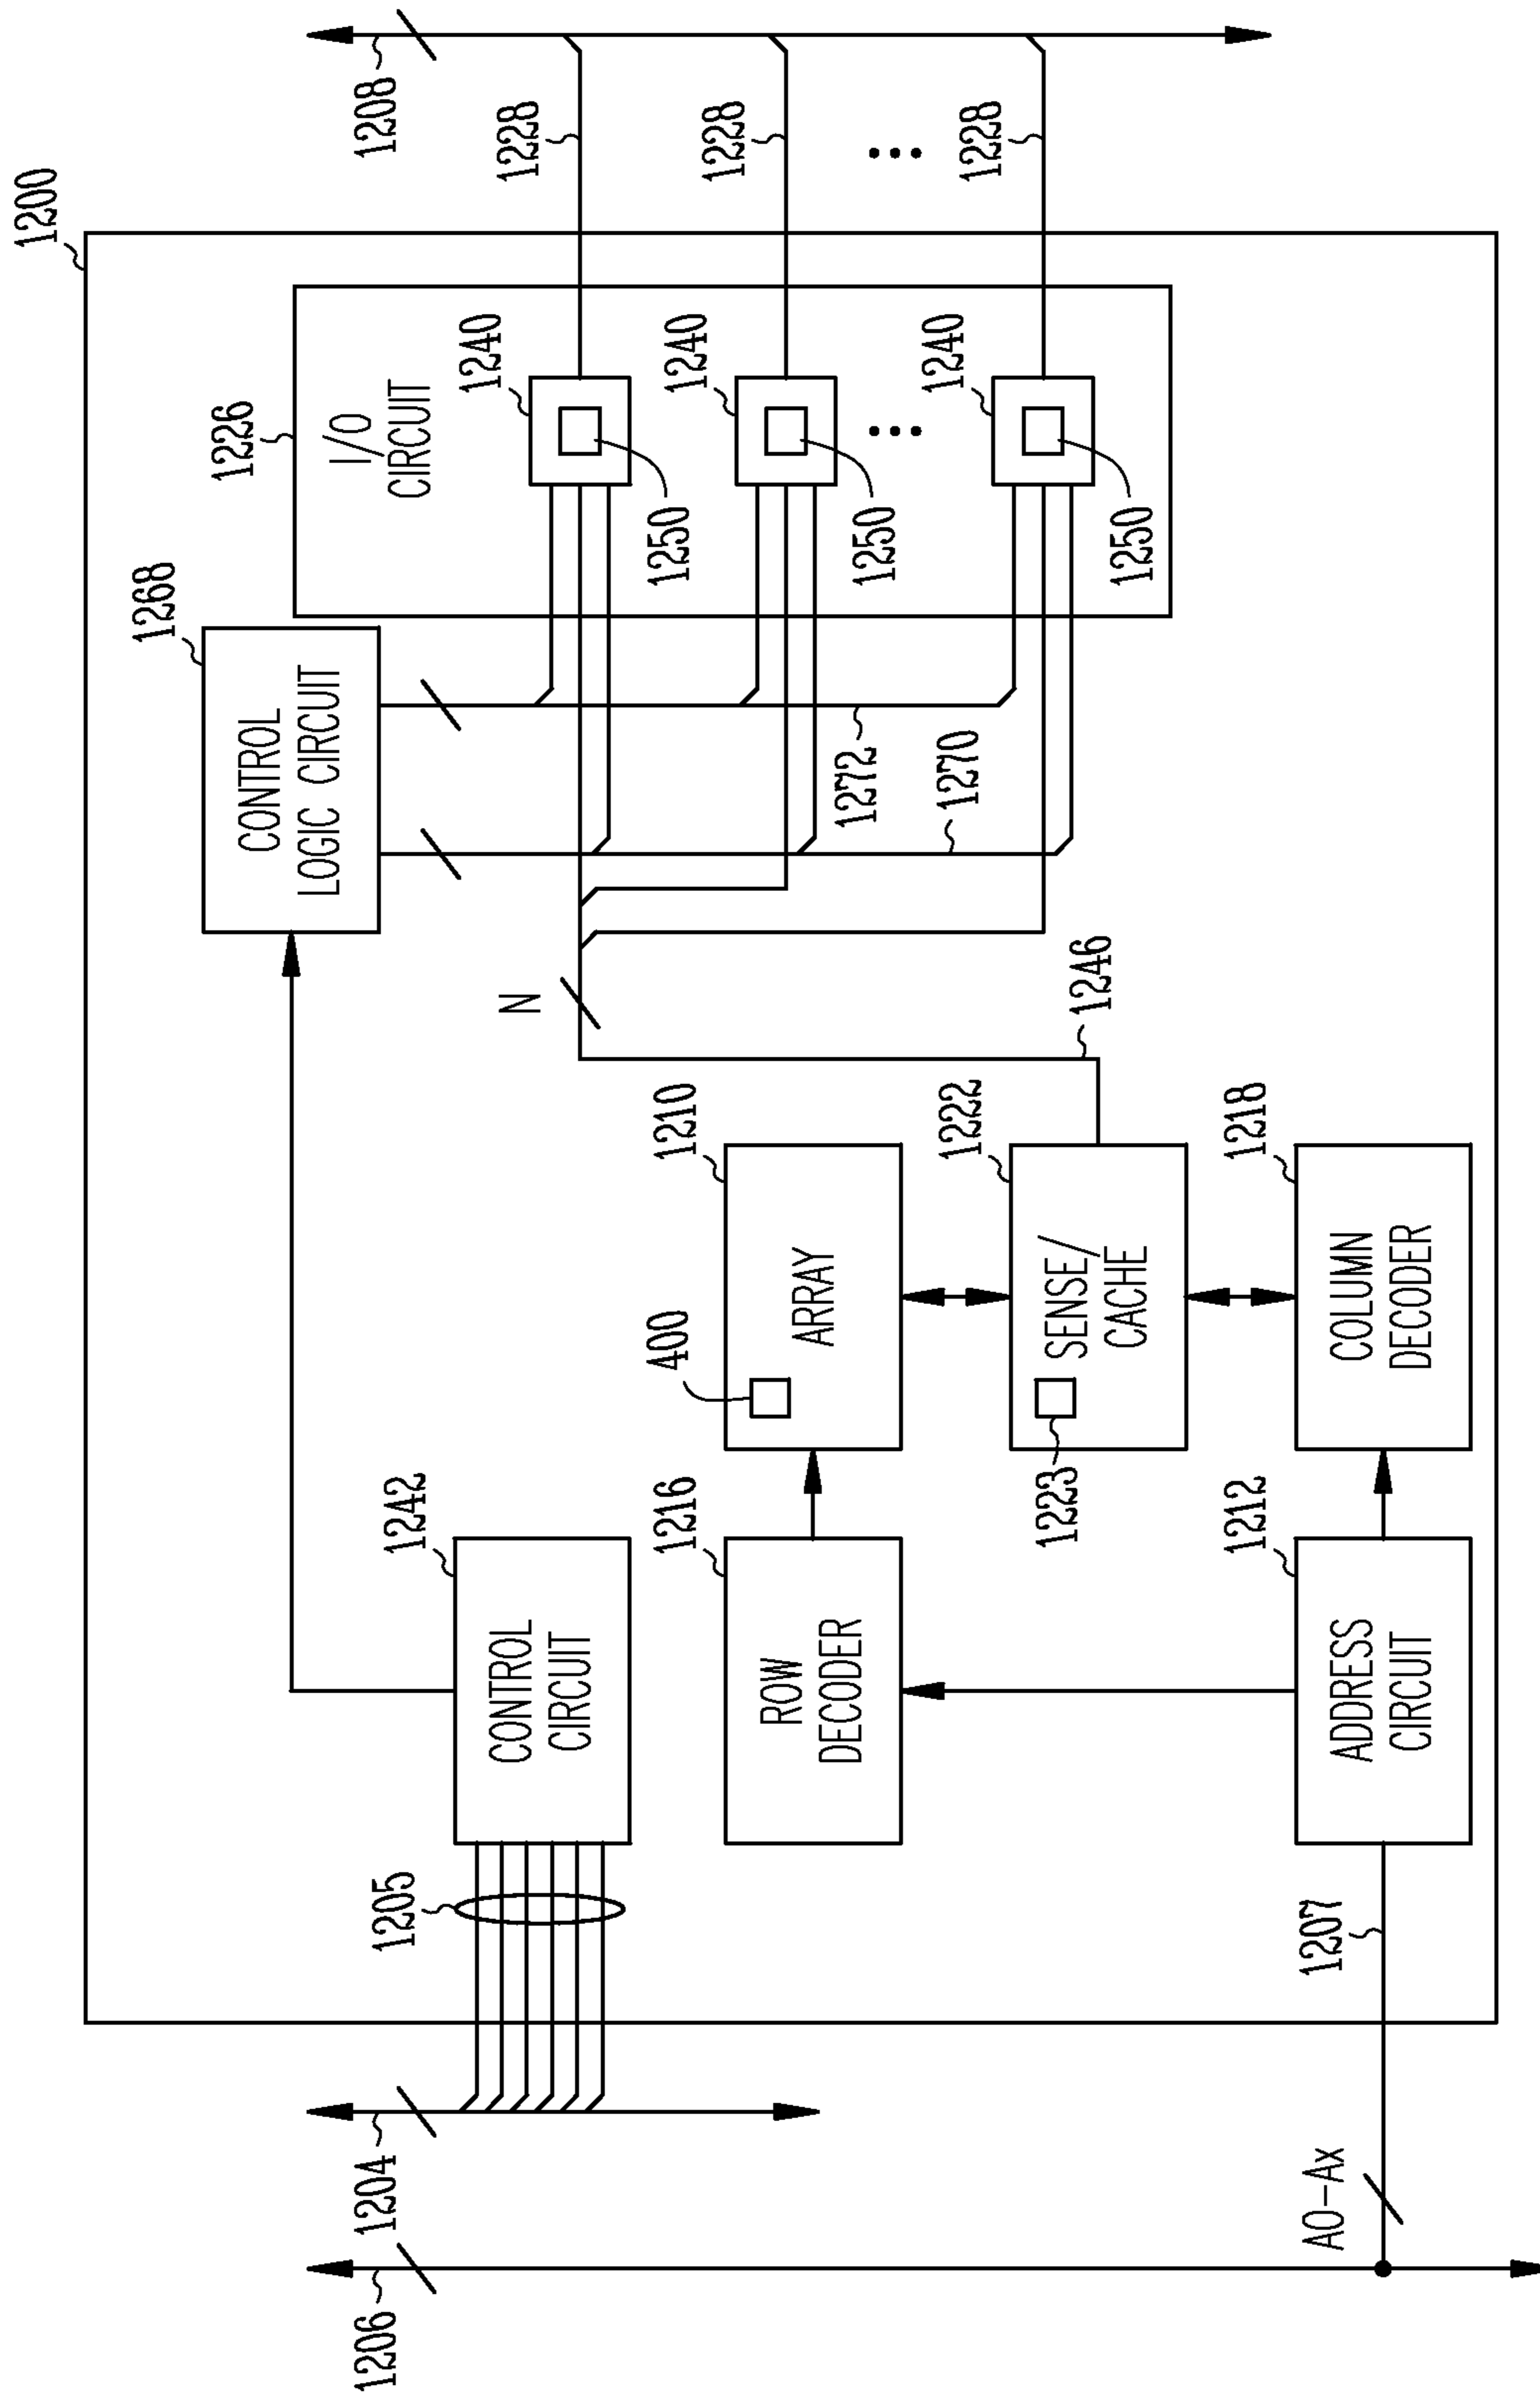 1200
1208
1268
1226
CONTROL
LOGIC CIRCUIT
I/O
CIRCUIT
1240
1228
1250
1240
1228
1250
1240
1228
1250
1272
1270
N
1246
1242
CONTROL
CIRCUIT
1205
1204
1206
1216
ROW
DECODER
1210
400
ARRAY
1222
SENSE/
CACHE
1223
1218
COLUMN
DECODER
1212
ADDRESS
CIRCUIT
1207
A0-Ax